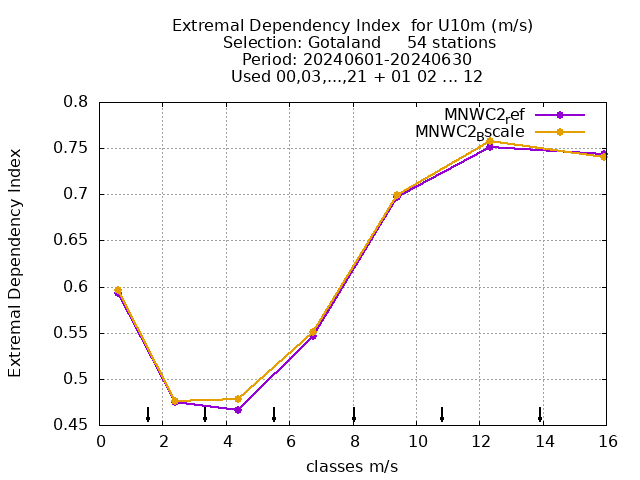 Extremal Dependency Index  for U10m (m/s)
Selection: Gotaland     54 stations
Period: 20240601-20240630
Used 00,03,...,21 + 01 02 ... 12
MNWC2ref
MNWC2Bscale
0.8
0.75
0.7
0.65
0.6
0.55
0.5
0.45
Extremal Dependency Index
0 2 4 6 8 10 12 14 16
classes m/s